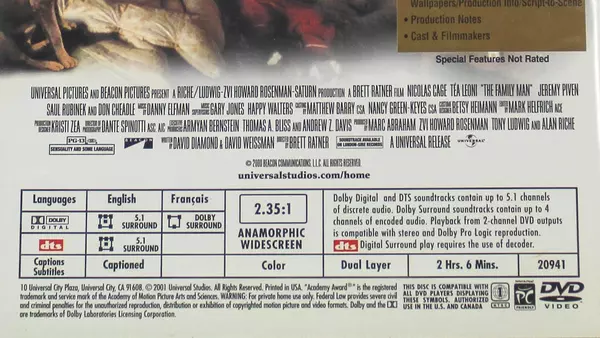 Wallpapers/Production Info/Script-to-Scene
• Production Notes
• Cast & Filmmakers
Special Features Not Rated
UNIVERSAL PICTURES AND BEACON PICTURES PRESENT A RICHE/LUDWIG-ZVI HOWARD ROSENMAN-SATURN PRODUCTION A BRETT RATNER FILM NICOLAS CAGE TÉA LEONI "THE FAMILY MAN" JEREMY PIVEN
SAUL RUBINEK AND DON CHEADLE MUSIC BY DANNY ELFMAN MUSIC SUPERVISORS GARY JONES HAPPY WALTERS CASTING BY MATTHEW BARRY CSA NANCY GREEN-KEYES CSA COSTUME DESIGNER BETSY HEIMANN EDITED BY MARK HELFRICH ACE
PRODUCTION DESIGNER KRISTI ZEA DIRECTOR OF PHOTOGRAPHY DANTE SPINOTTI ASC, AIC EXECUTIVE PRODUCERS ARMYAN BERNSTEIN THOMAS A. BLISS AND ANDREW Z. DAVIS PRODUCED BY MARC ABRAHAM ZVI HOWARD ROSENMAN TONY LUDWIG AND ALAN RICHE
PG-13 WRITTEN BY DAVID DIAMOND & DAVID WEISSMAN DIRECTED BY BRETT RATNER A UNIVERSAL RELEASE UNIVERSAL
SENSUALITY AND SOME LANGUAGE
© 2000 BEACON COMMUNICATIONS, L.L.C. ALL RIGHTS RESERVED.
universalstudios.com/home
Languages English Français 2.35:1
ANAMORPHIC WIDESCREEN
DOLBY DIGITAL 5.1 SURROUND DOLBY SURROUND
dts 5.1 SURROUND
Dolby Digital and DTS soundtracks contain up to 5.1 channels
of discrete audio. Dolby Surround soundtracks contain up to 4
channels of encoded audio. Playback from 2-channel DVD outputs
is compatible with stereo and Dolby Pro Logic reproduction.
dts Digital Surround play requires the use of decoder.
Captions Subtitles Captioned Color Dual Layer 2 Hrs. 6 Mins. 20941
10 Universal City Plaza, Universal City, CA 91608. © 2001 Universal Studios. All Rights Reserved. Printed in USA. "Academy Award®" is the registered
trademark and service mark of the Academy of Motion Picture Arts and Sciences. WARNING: For private home use only. Federal Law provides severe civil
and criminal penalties for the unauthorized reproduction, distribution or exhibition of copyrighted motion picture video formats. Dolby and the
are trademarks of Dolby Laboratories Licensing Corporation.
THIS DISC IS COMPATIBLE WITH
ALL DVD PLAYERS DISPLAYING
THESE SYMBOLS. AUTHORIZED
FOR USE IN THE U.S. AND CANADA
1 NTSC PC DVD VIDEO